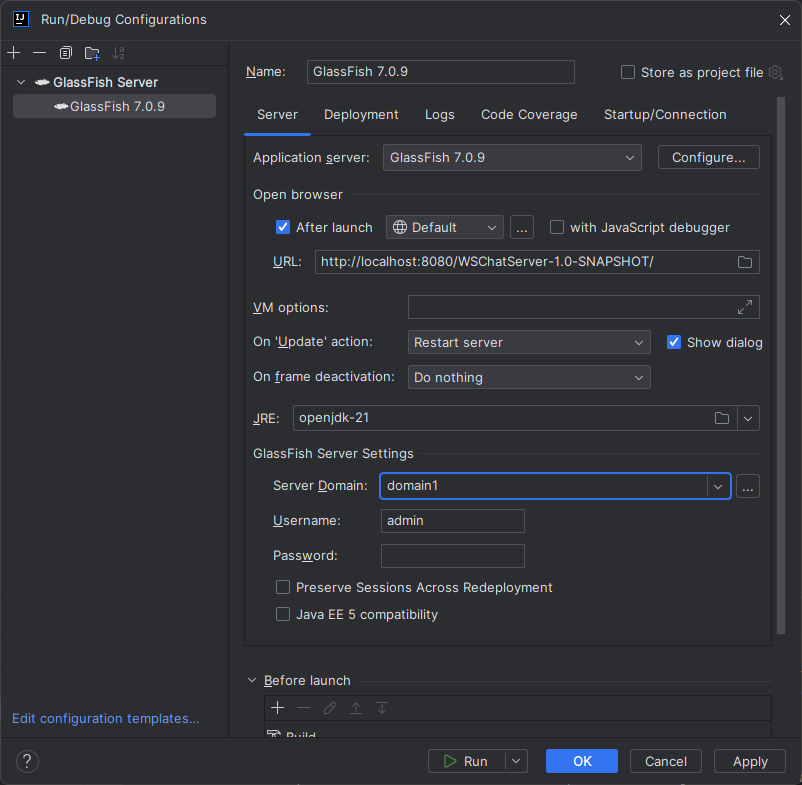 Run/Debug Configurations
GlassFish Server
GlassFish 7.0.9
Name: GlassFish 7.0.9 Store as project file
Server Deployment Logs Code Coverage Startup/Connection
Application server: GlassFish 7.0.9 Configure...
Open browser
After launch Default ... with JavaScript debugger
URL: http://localhost:8080/WSChatServer-1.0-SNAPSHOT/
VM options:
On 'Update' action: Restart server Show dialog
On frame deactivation: Do nothing
JRE: openjdk-21
GlassFish Server Settings
Server Domain: domain1 ...
Username: admin
Password:
Preserve Sessions Across Redeployment
Java EE 5 compatibility
Before launch
Build
Edit configuration templates...
? Run OK Cancel Apply